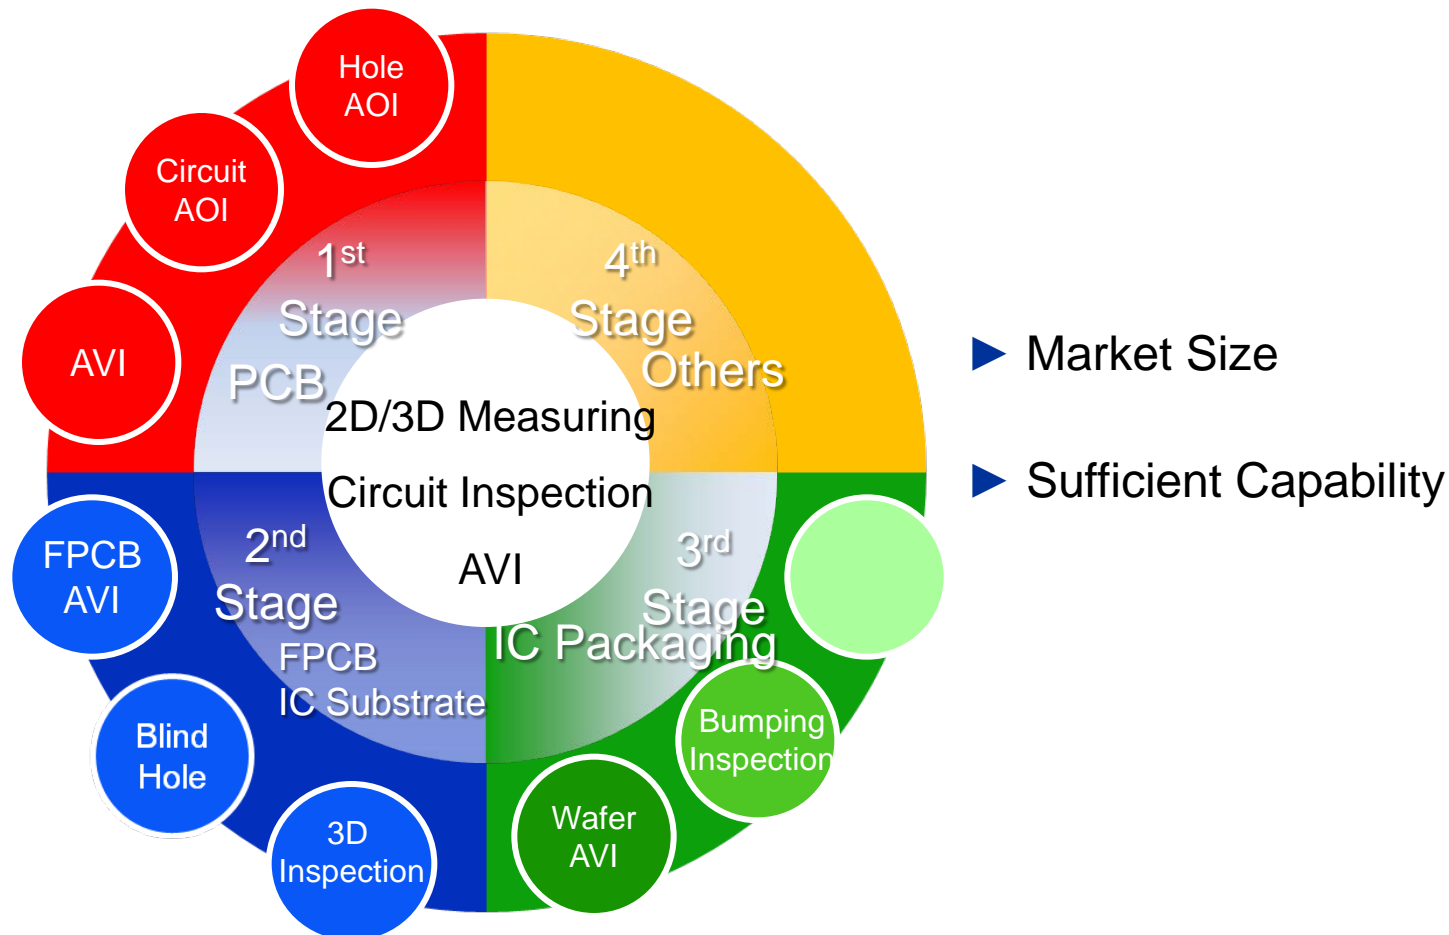 Hole
AOI
Circuit
AOI
AVI
1st
Stage
PCB
4th
Stage
Others
2D/3D Measuring
Circuit Inspection
AVI
2nd
Stage
FPCB
IC Substrate
3rd
Stage
IC Packaging
FPCB
AVI
Blind
Hole
3D
Inspection
Wafer
AVI
Bumping
Inspection
Market Size
Sufficient Capability